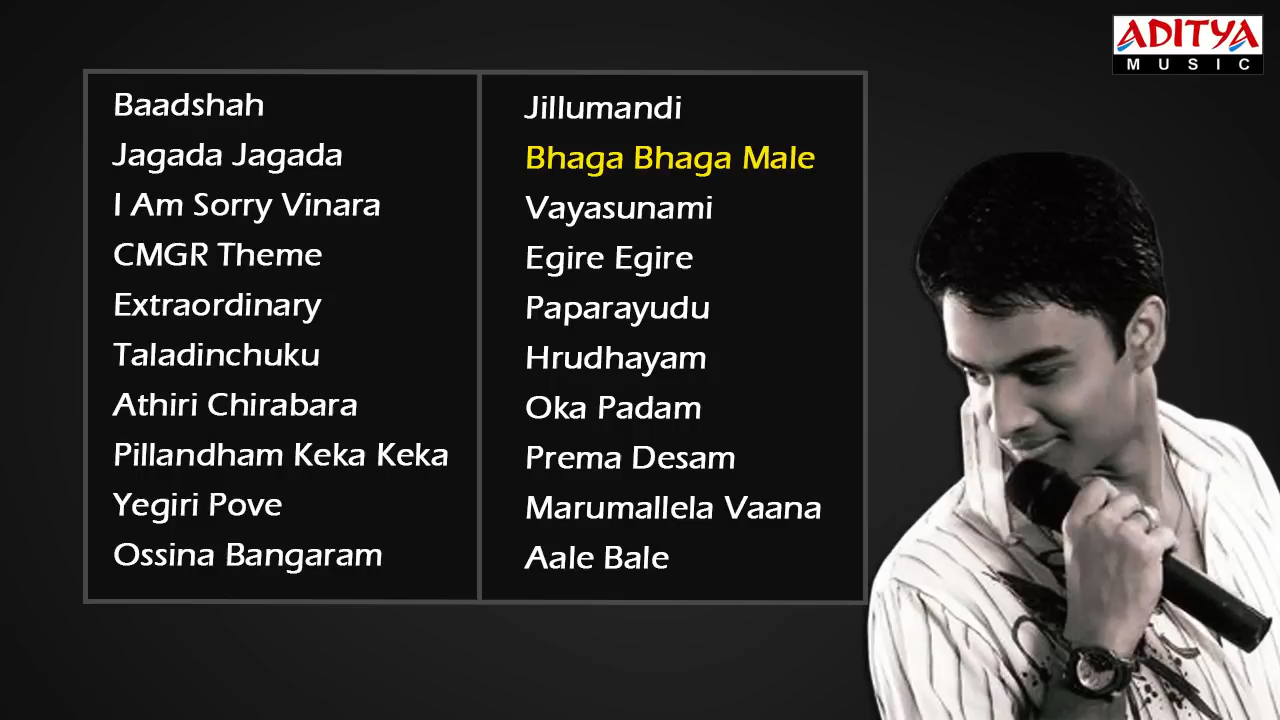 ADITYA
MUSIC
Baadshah
Jagada Jagada
I Am Sorry Vinara
CMGR Theme
Extraordinary
Taladinchuku
Athiri Chirabara
Pillandham Keka Keka
Yegiri Pove
Ossina Bangaram
Jillumandi
Bhaga Bhaga Male
Vayasunami
Egire Egire
Paparayudu
Hrudhayam
Oka Padam
Prema Desam
Marumallela Vaana
Aale Bale